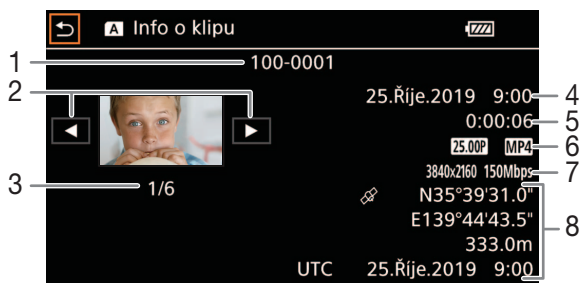 A Info o klipu
1 100-0001
2
25.Říje.2019 9:00 4
0:00:06 5
25.00P MP4 6
3840x2160 150Mbps 7
3 1/6
N35°39'31.0"
E139°44'43.5" 8
333.0m
UTC 25.Říje.2019 9:00